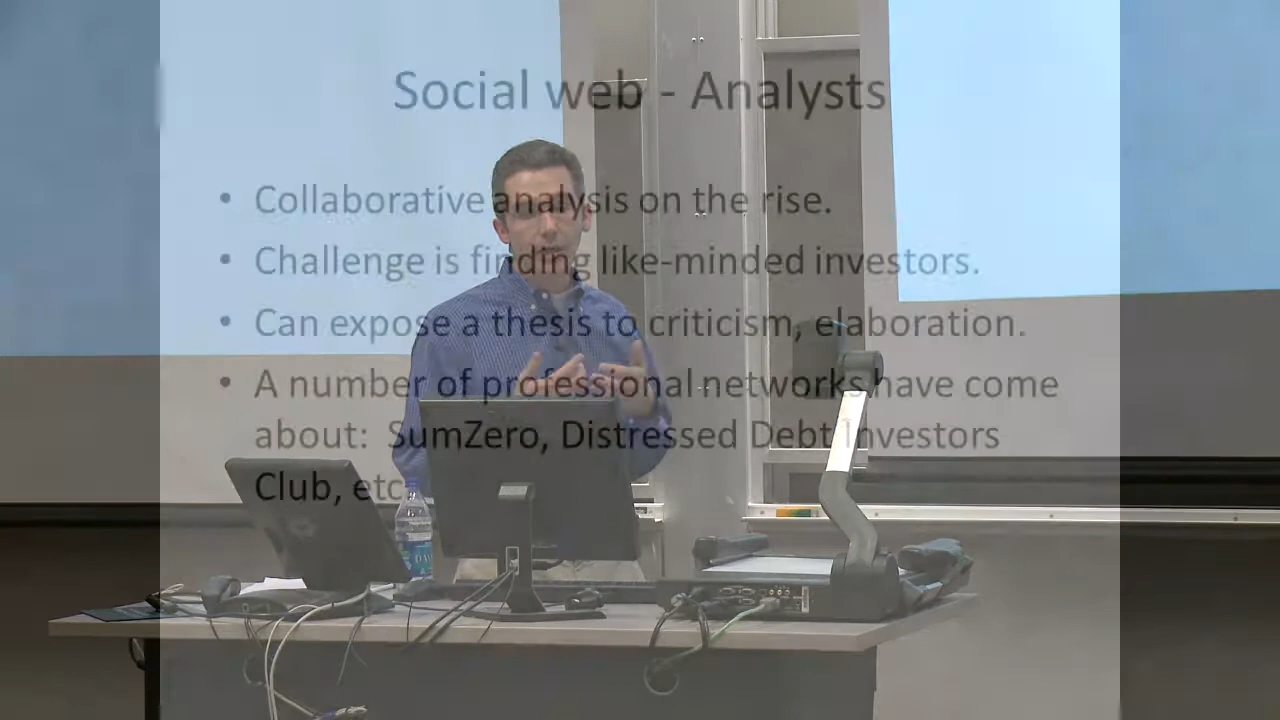 Social web - Analysts
• Collaborative analysis on the rise.
• Challenge is finding like-minded investors.
• Can expose a thesis to criticism, elaboration.
• A number of professional networks have come
about: SumZero, Distressed Debt Investors
Club, etc